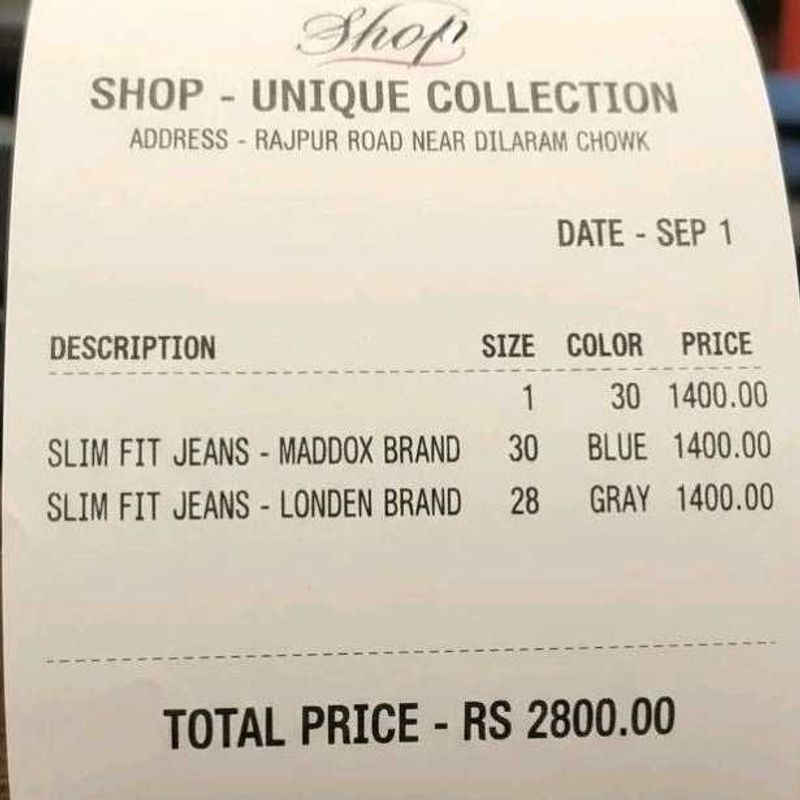 Shop
SHOP - UNIQUE COLLECTION
ADDRESS - RAJPUR ROAD NEAR DILARAM CHOWK
DATE - SEP 1
DESCRIPTION SIZE COLOR PRICE
1 30 1400.00
SLIM FIT JEANS - MADDOX BRAND 30 BLUE 1400.00
SLIM FIT JEANS - LONDEN BRAND 28 GRAY 1400.00
TOTAL PRICE - RS 2800.00